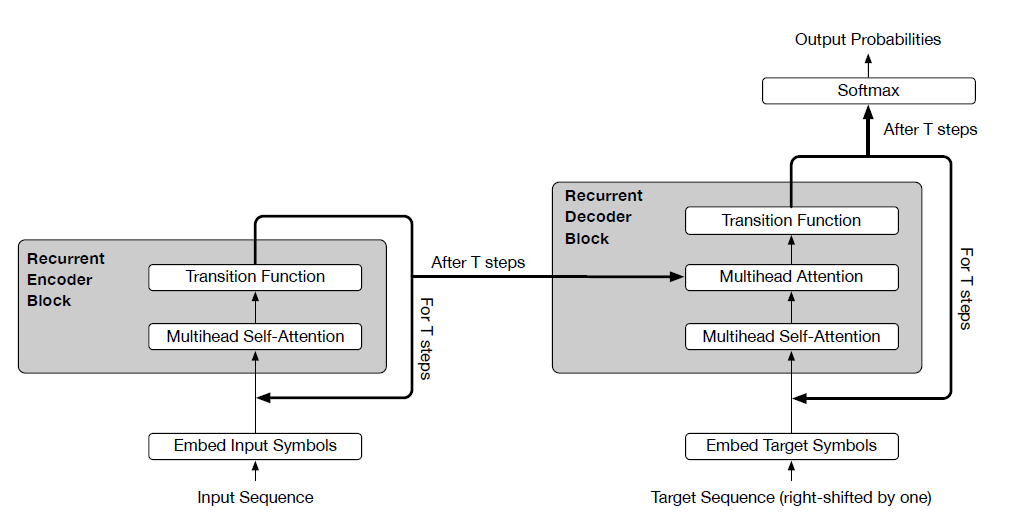 Output Probabilities
Softmax
After T steps
Recurrent
Decoder
Block
Transition Function
Multihead Attention
Multihead Self-Attention
For T steps
Embed Target Symbols
Target Sequence (right-shifted by one)
After T steps
Recurrent
Encoder
Block
Transition Function
Multihead Self-Attention
For T steps
Embed Input Symbols
Input Sequence